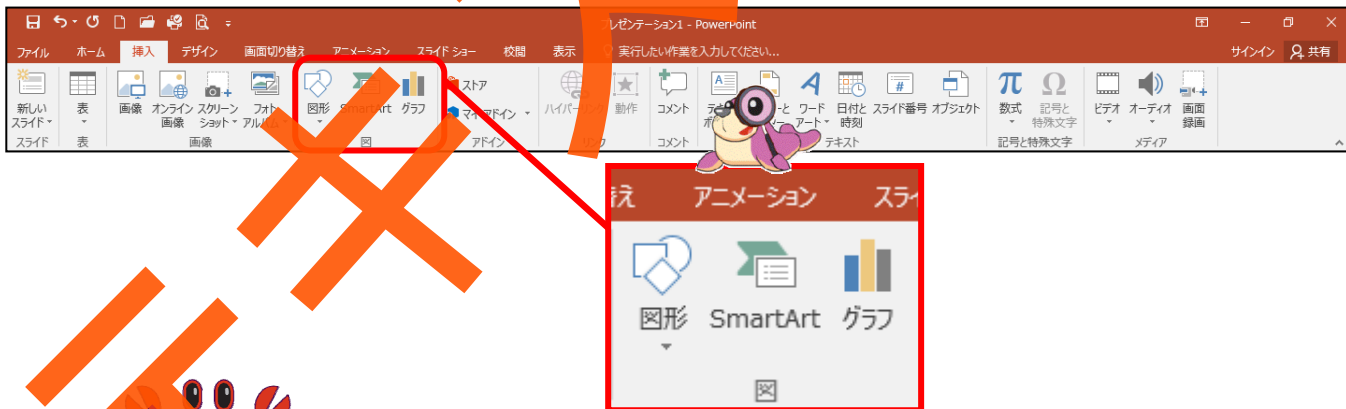 プレゼンテーション1 - PowerPoint
ファイル ホーム 挿入 デザイン 画面切り替え アニメーション スライド ショー 校閲 表示 実行したい作業を入力してください... サインイン 共有
新しい 表 画像 オンライン スクリーン フォト 図形 SmartArt グラフ ストア ハイパーリンク 動作 コメント ワード 日付と スライド番号 オブジェクト 数式 記号と ビデオ オーディオ 画面
スライド 画像 ショット アルバム マイ アドイン アート 時刻 特殊文字 録画
スライド 表 画像 図 アドイン リンク コメント テキスト 記号と特殊文字 メディア
替え アニメーション スライ
図形 SmartArt グラフ
図